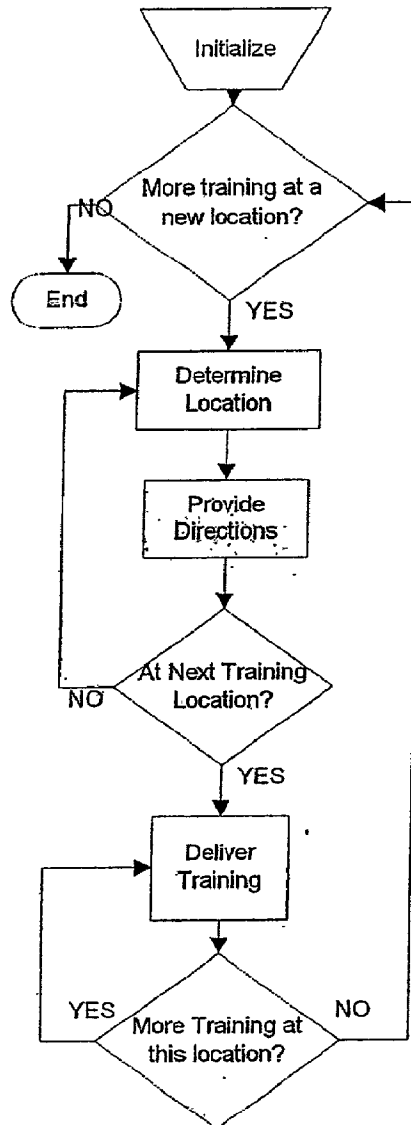 Initialize
More training at a
new location?
NO
End
YES
Determine
Location
Provide
Directions
At Next Training
Location?
NO
YES
Deliver
Training
YES
NO
More Training at
this location?